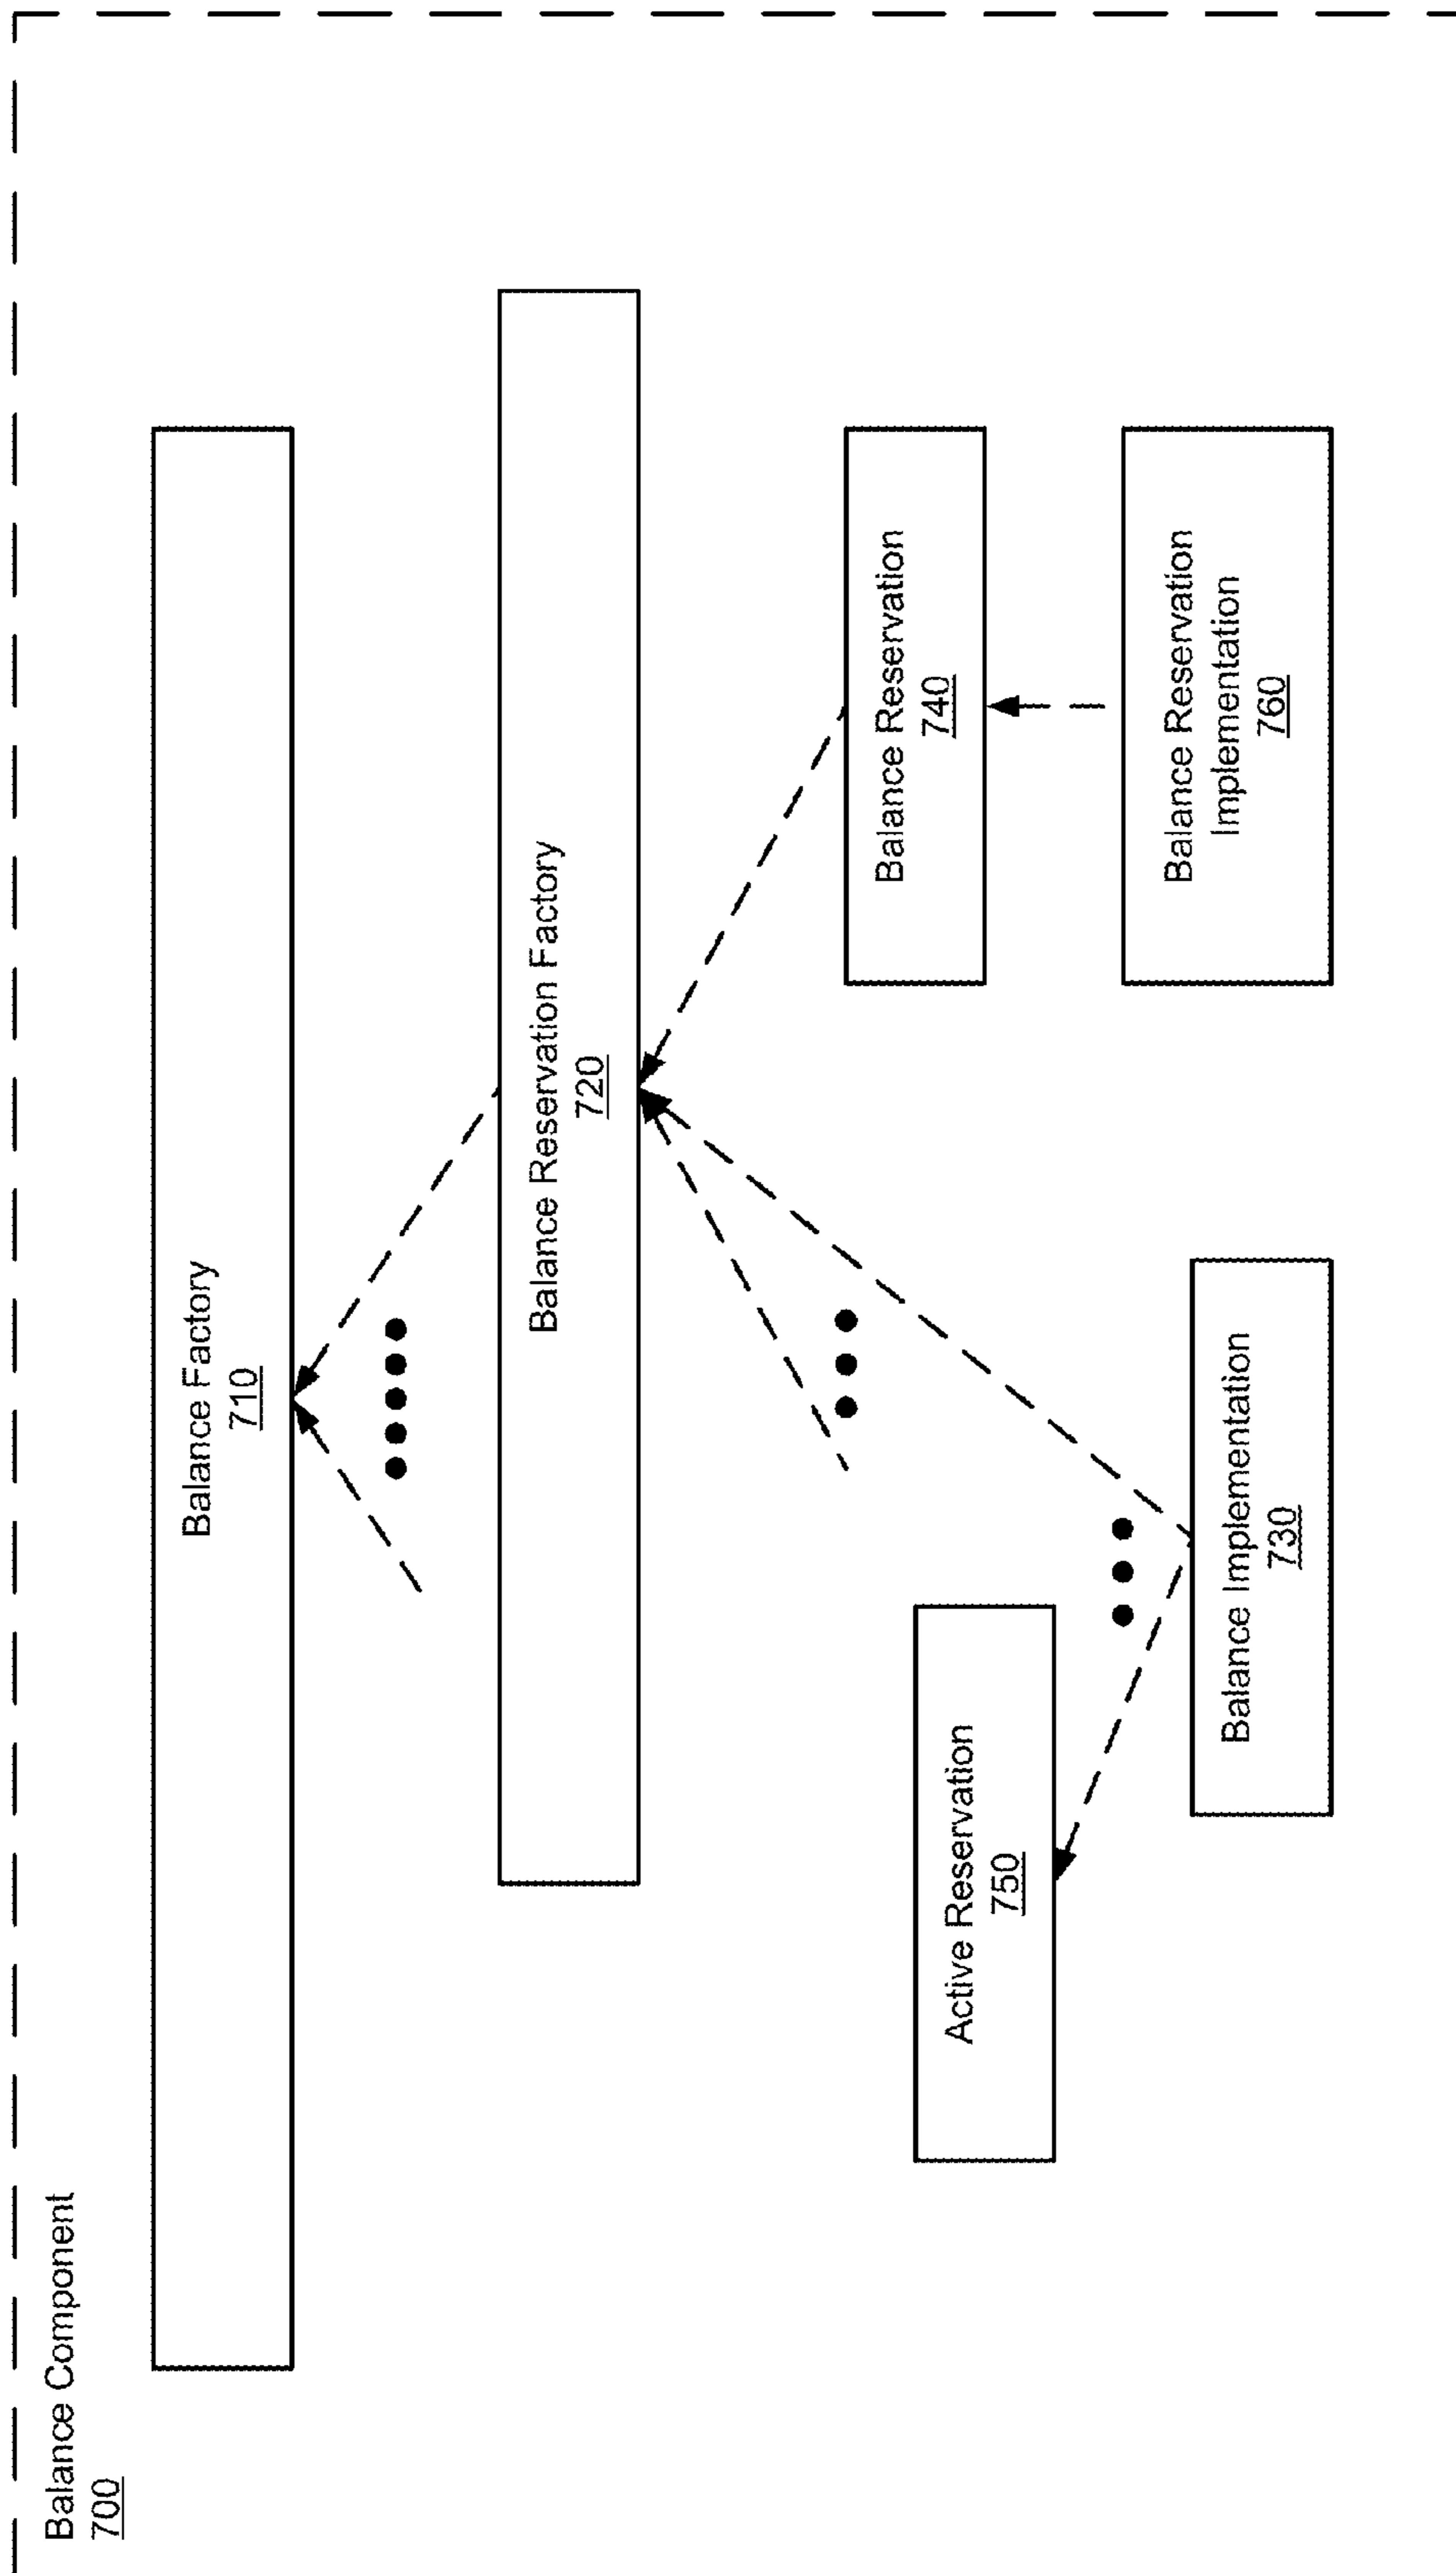 Balance Component
700
Balance Factory
710
Balance Reservation Factory
720
Active Reservation
750
Balance Reservation
740
Balance Implementation
730
Balance Reservation
Implementation
760